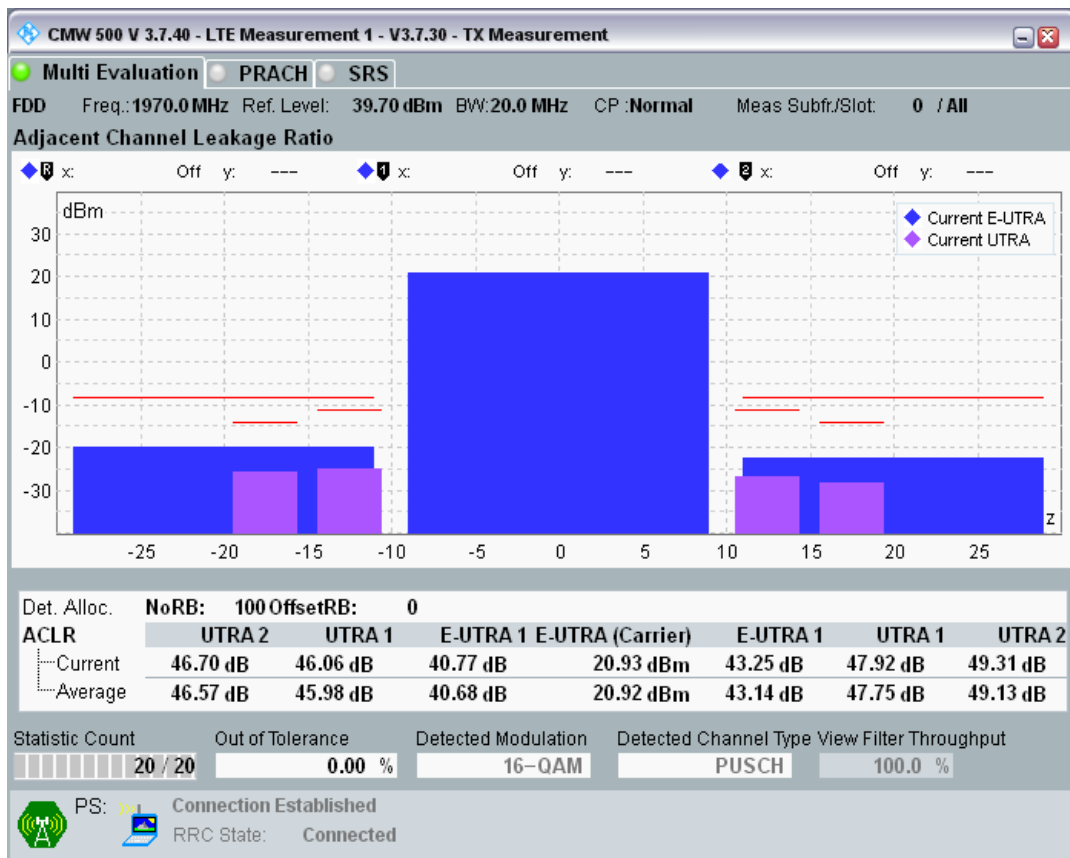 CMW 500 V 3.7.40 - LTE Measurement 1 - V3.7.30 - TX Measurement
Multi Evaluation PRACH SRS
FDD Freq.:1970.0 MHz Ref. Level: 39.70 dBm BW:20.0 MHz CP :Normal Meas Subfr./Slot: 0 / All
Adjacent Channel Leakage Ratio
R x: Off y: --- 1 x: Off y: --- 2 x: Off y: ---
dBm
Current E-UTRA
Current UTRA
30
20
10
0
-10
-20
-30
z
-25 -20 -15 -10 -5 0 5 10 15 20 25
Det. Alloc. NoRB: 100 OffsetRB: 0
ACLR UTRA 2 UTRA 1 E-UTRA 1 E-UTRA (Carrier) E-UTRA 1 UTRA 1 UTRA 2
Current 46.70 dB 46.06 dB 40.77 dB 20.93 dBm 43.25 dB 47.92 dB 49.31 dB
Average 46.57 dB 45.98 dB 40.68 dB 20.92 dBm 43.14 dB 47.75 dB 49.13 dB
Statistic Count Out of Tolerance Detected Modulation Detected Channel Type View Filter Throughput
20 / 20 0.00 % 16-QAM PUSCH 100.0 %
PS: Connection Established
RRC State: Connected